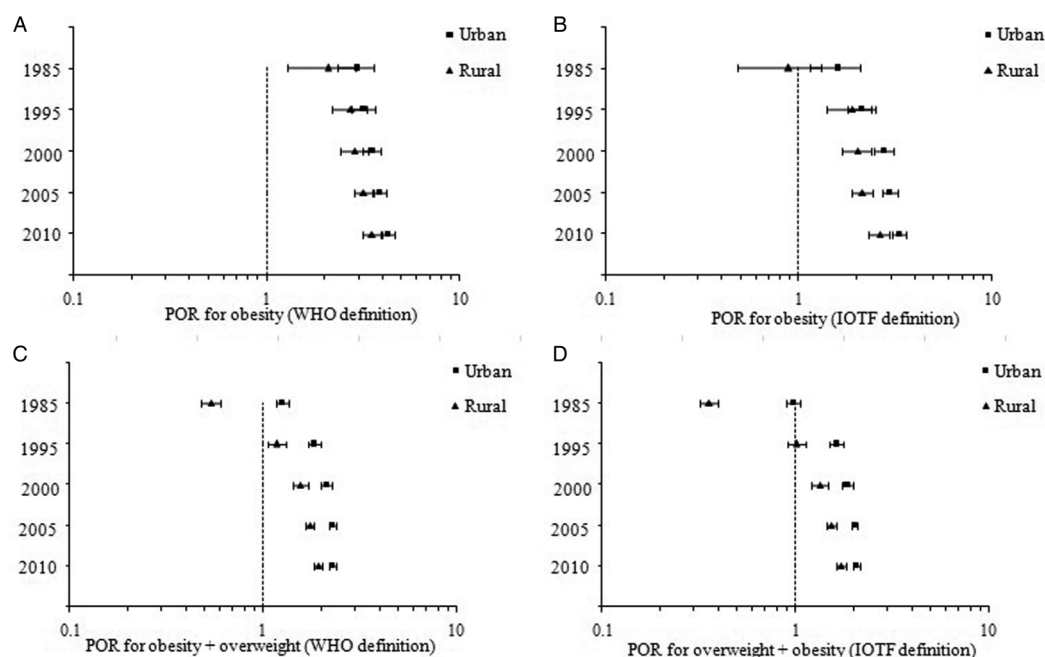 A
Urban
Rural
1985
1995
2000
2005
2010
0.1 1 10
POR for obesity (WHO definition)
B
Urban
Rural
1985
1995
2000
2005
2010
0.1 1 10
POR for obesity (IOTF definition)
C
Urban
Rural
1985
1995
2000
2005
2010
0.1 1 10
POR for obesity + overweight (WHO definition)
D
Urban
Rural
1985
1995
2000
2005
2010
0.1 1 10
POR for overweight + obesity (IOTF definition)